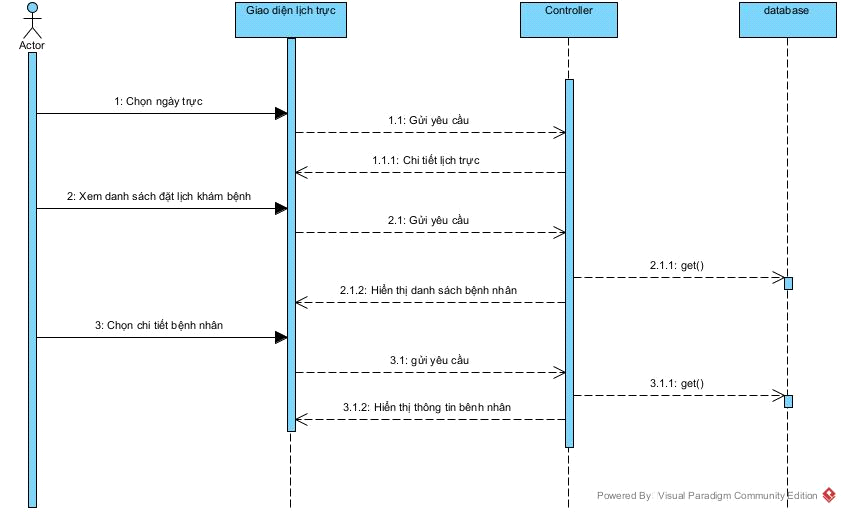 Giao diện lịch trực
Controller
database
Actor
1: Chọn ngày trực
1.1: Gửi yêu cầu
1.1.1: Chi tiết lịch trực
2: Xem danh sách đặt lịch khám bệnh
2.1: Gửi yêu cầu
2.1.1: get()
2.1.2: Hiển thị danh sách bệnh nhân
3: Chọn chi tiết bệnh nhân
3.1: gửi yêu cầu
3.1.1: get()
3.1.2: Hiển thị thông tin bênh nhân
Powered By Visual Paradigm Community Edition